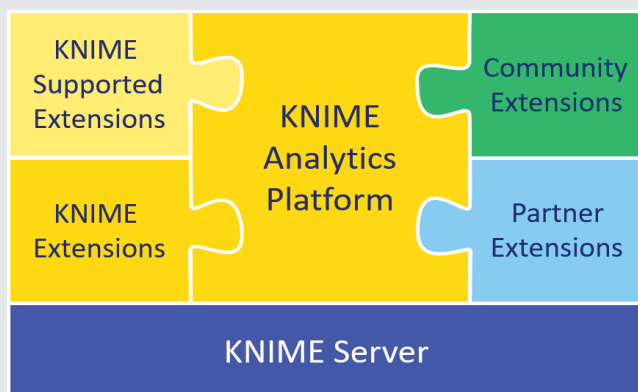 KNIME
Supported
Extensions
KNIME
Analytics
Platform
Community
Extensions
KNIME
Extensions
Partner
Extensions
KNIME Server